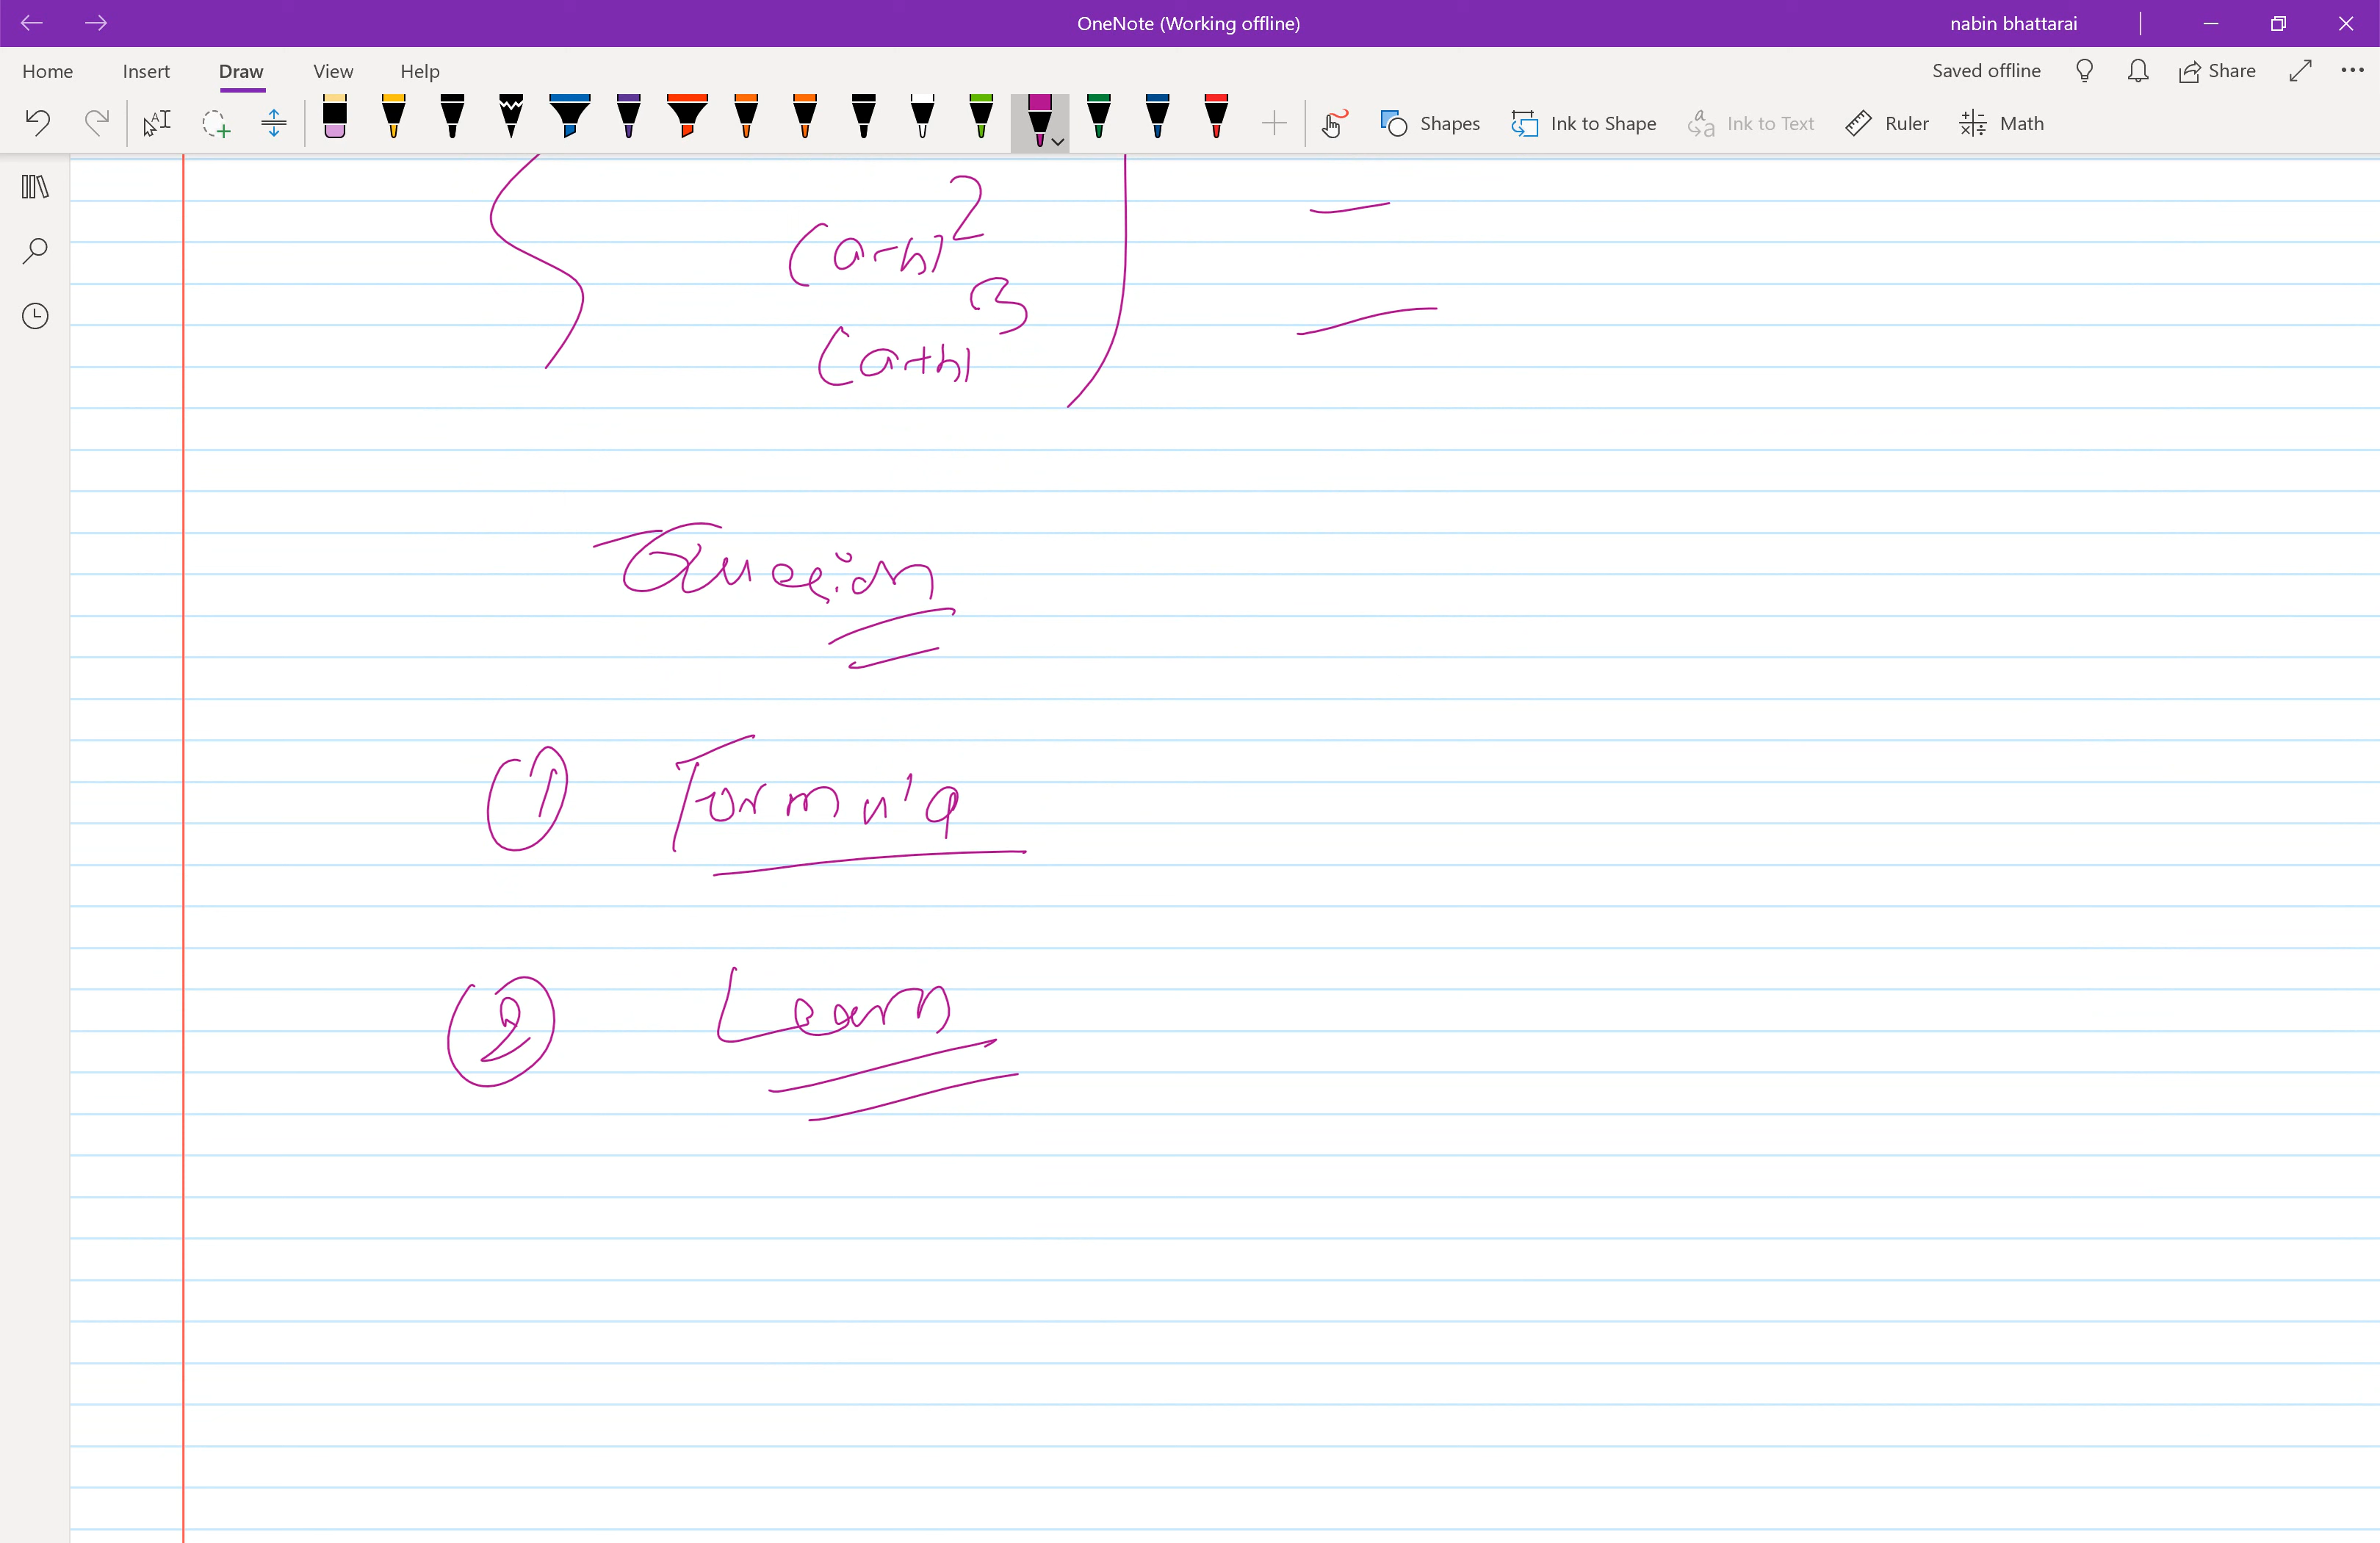 OneNote (Working offline)
nabin bhattarai
Home Insert Draw View Help
Saved offline Share
Shapes Ink to Shape Ink to Text Ruler Math
(a-b)2 =
(a+b)3
① Formula
② Learn